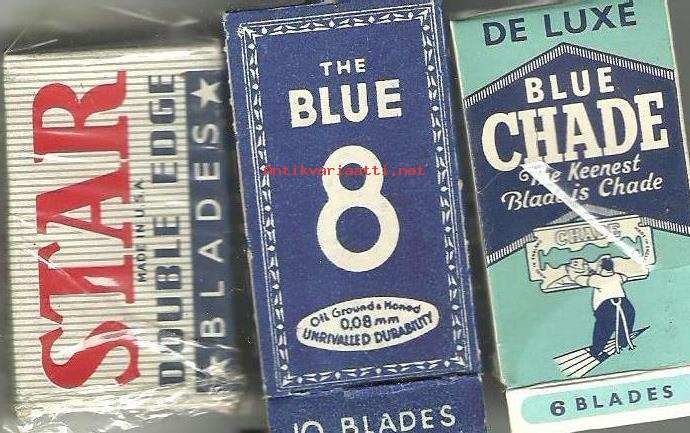 STAR
MADE IN U.S.A
DOUBLE EDGE
★ BLADES ★
THE
BLUE
8
Oil Ground & Honed
0,08 mm
UNRIVALLED DURABILITY
10 BLADES
DE LUXE
BLUE
CHADE
The Keenest
Blade is Chade
CHADE
6 BLADES
Antikvariaatti.net